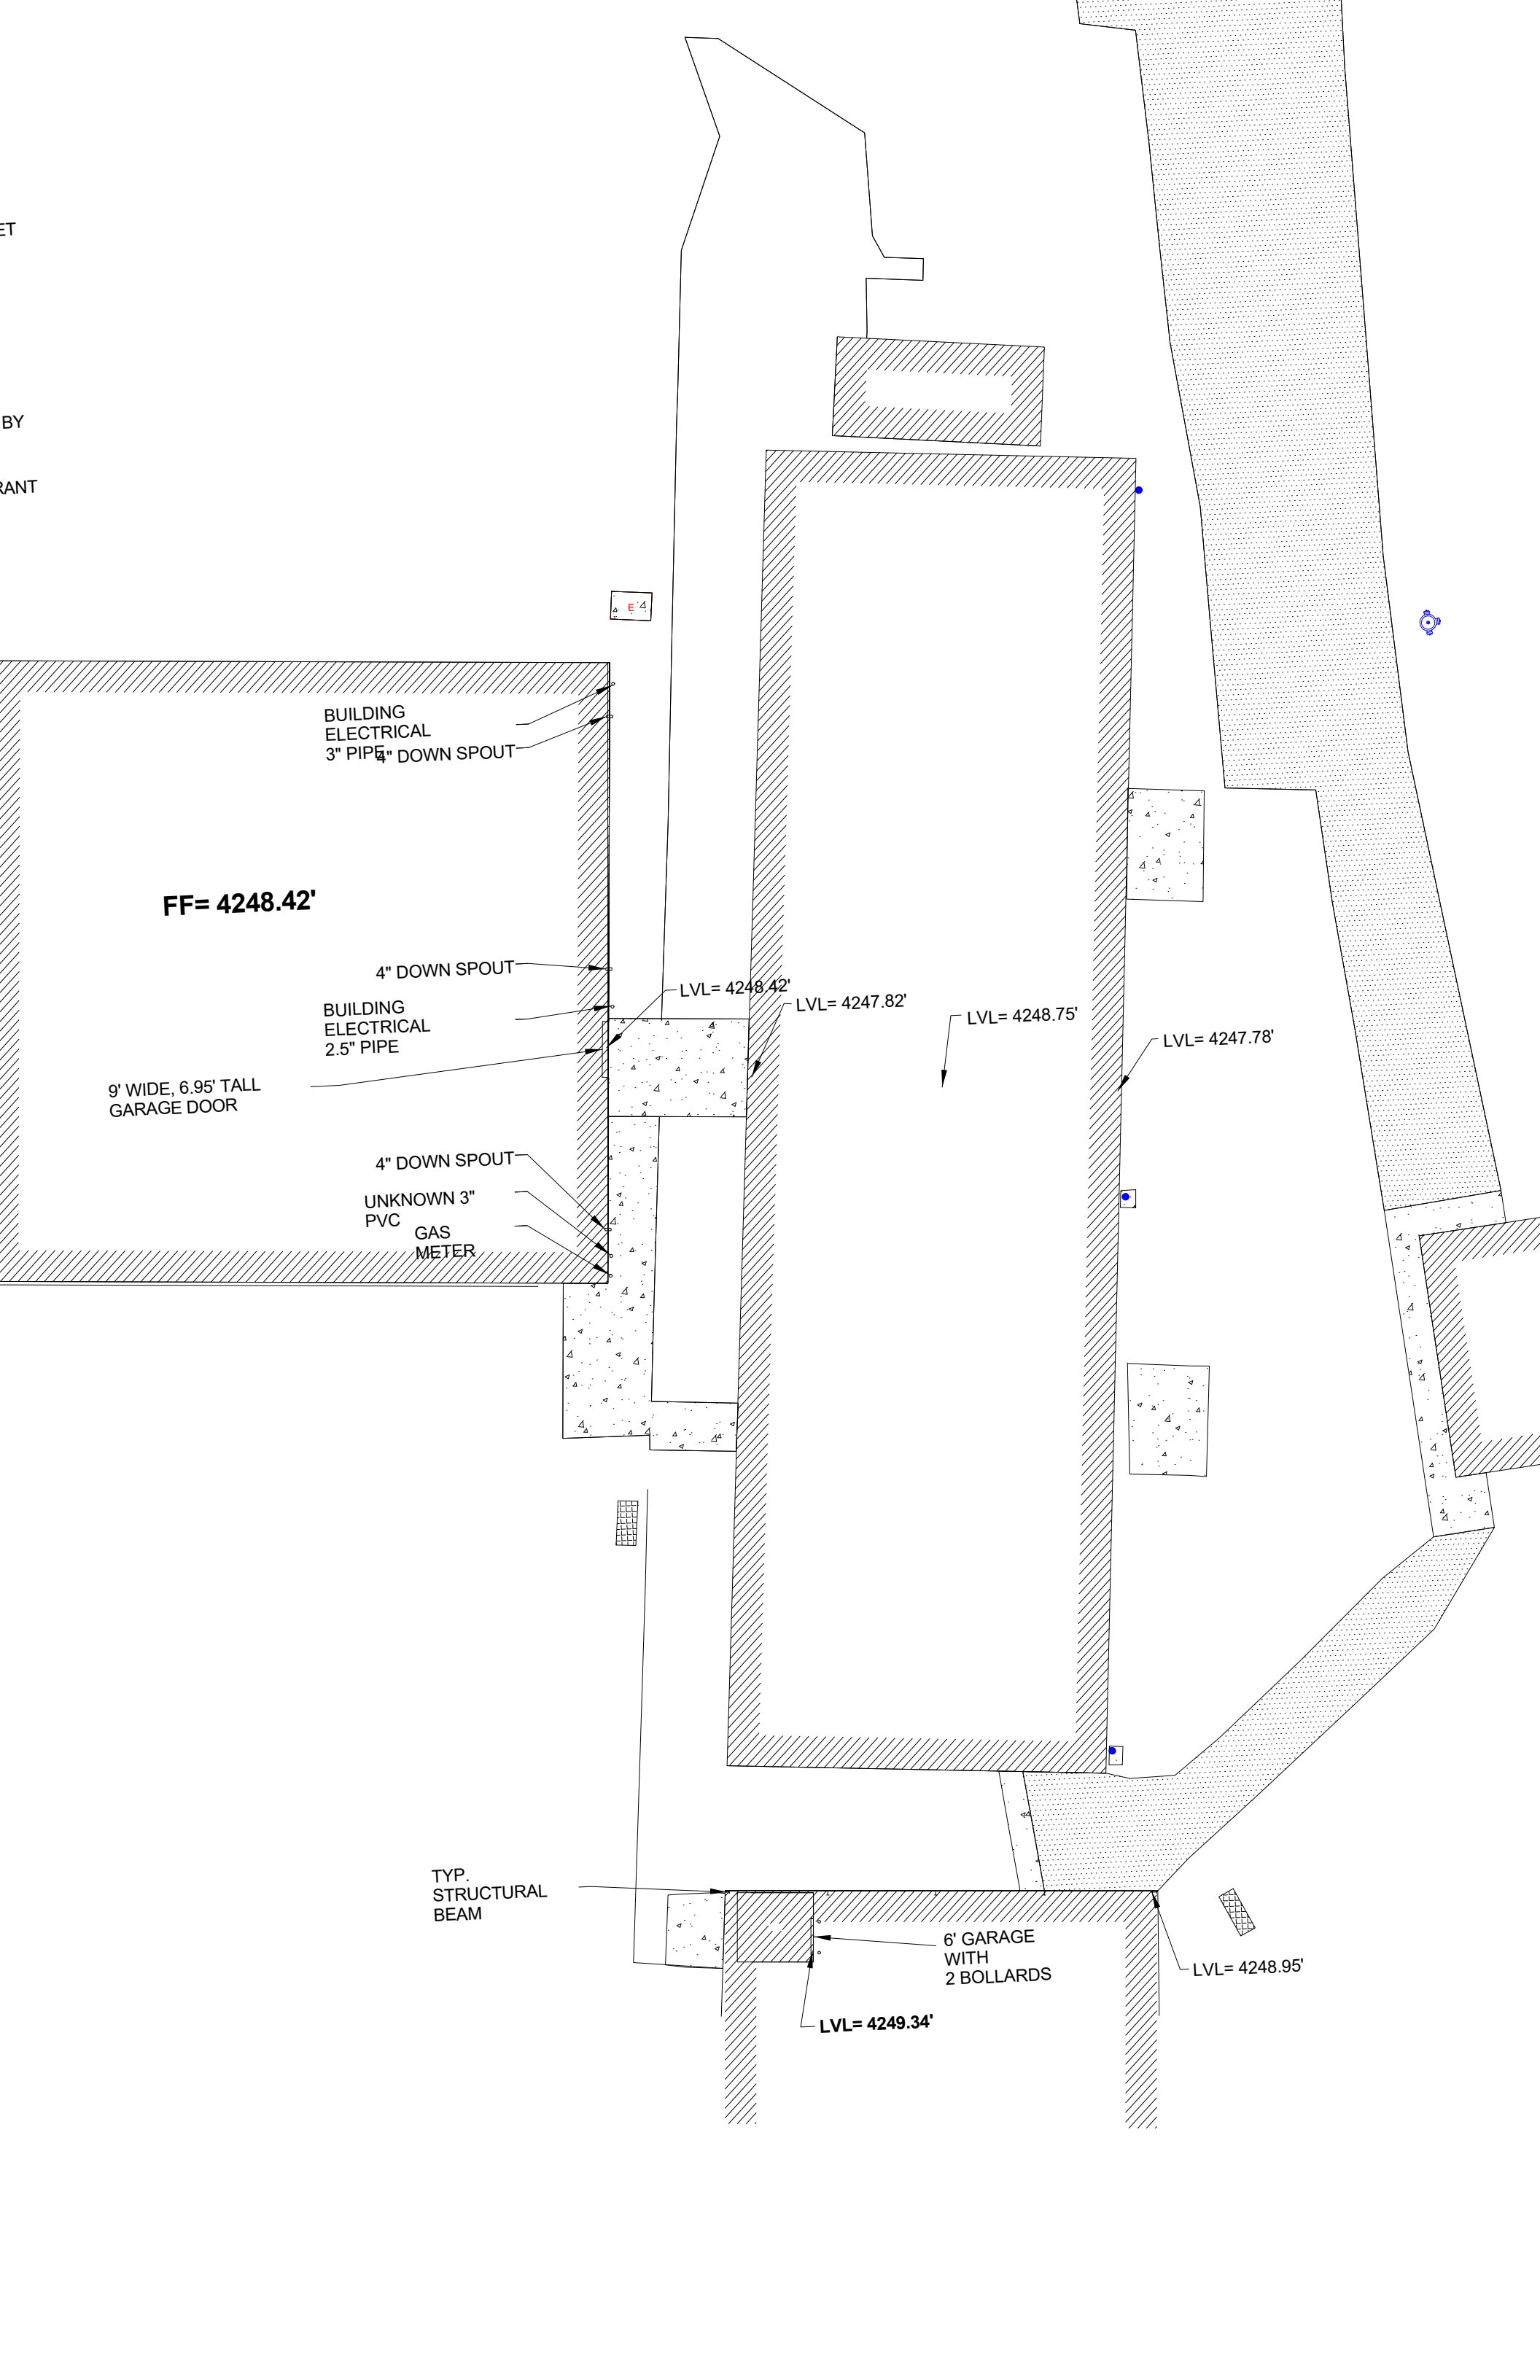 ET
BY
RANT
E
BUILDING
ELECTRICAL
3" PIPE
4" DOWN SPOUT
FF= 4248.42'
4" DOWN SPOUT
LVL= 4248.42'
LVL= 4247.82'
BUILDING
ELECTRICAL
2.5" PIPE
LVL= 4248.75'
LVL= 4247.78'
9' WIDE, 6.95' TALL
GARAGE DOOR
4" DOWN SPOUT
UNKNOWN 3"
PVC
GAS
METER
TYP.
STRUCTURAL
BEAM
6' GARAGE
WITH
2 BOLLARDS
LVL= 4248.95'
LVL= 4249.34'